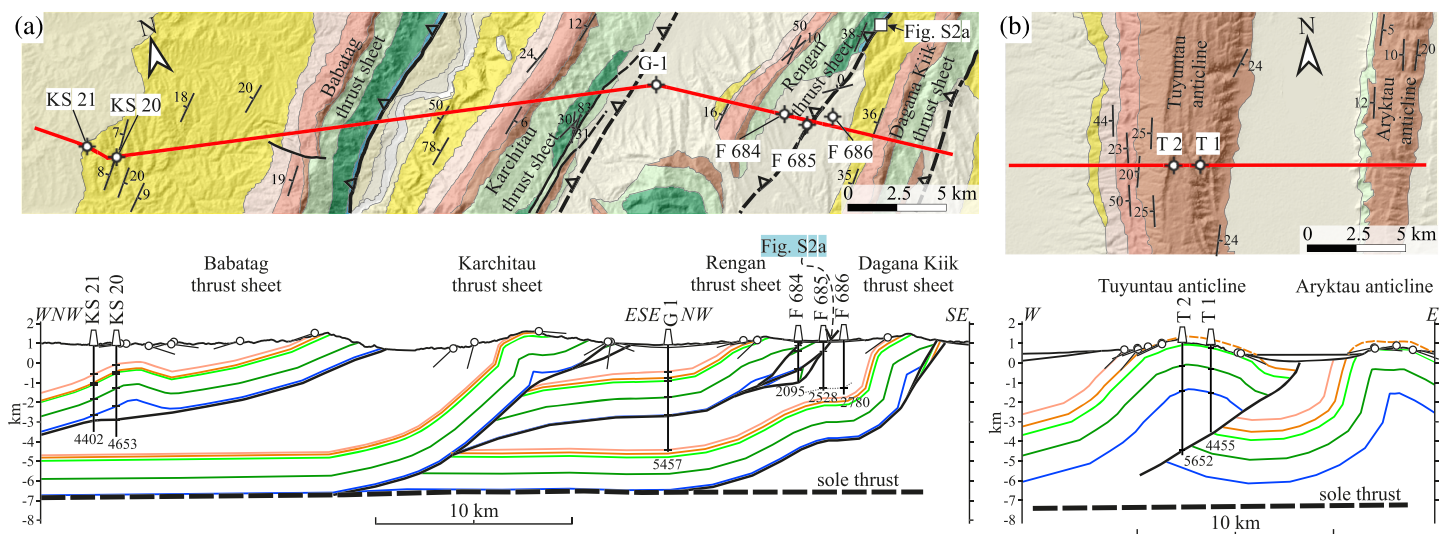 (a)
N
KS 21
KS 20
7
8
20
9
18
20
Babatag
thrust sheet
19
50
78
24
12
6
Karchitau
thrust sheet
30
83
31
G-1
16
50
10
38
Rengan
thrust sheet
Fig. S2a
F 684
F 685
F 686
36
35
Dagana Kiik
thrust sheet
0 2.5 5 km
(b)
N
Tuyuntau
anticline
24
44
25
23
20
50
25
24
T 2
T 1
5
10
20
12
Aryktau
anticline
0 2.5 5 km
Fig. S2a
Babatag
thrust sheet
Karchitau
thrust sheet
Rengan
thrust sheet
Dagana Kiik
thrust sheet
WNW
KS 21
KS 20
ESE
G 1
NW
F 684
F 685
F 686
SE
2
1
0
-1
-2
-3
-4
-5
-6
-7
-8
km
4402
4653
5457
2095
2528
2780
sole thrust
10 km
Tuyuntau anticline
Aryktau anticline
W
T 2
T 1
E
2
1
0
-1
-2
-3
-4
-5
-6
-7
-8
km
4455
5652
sole thrust
10 km